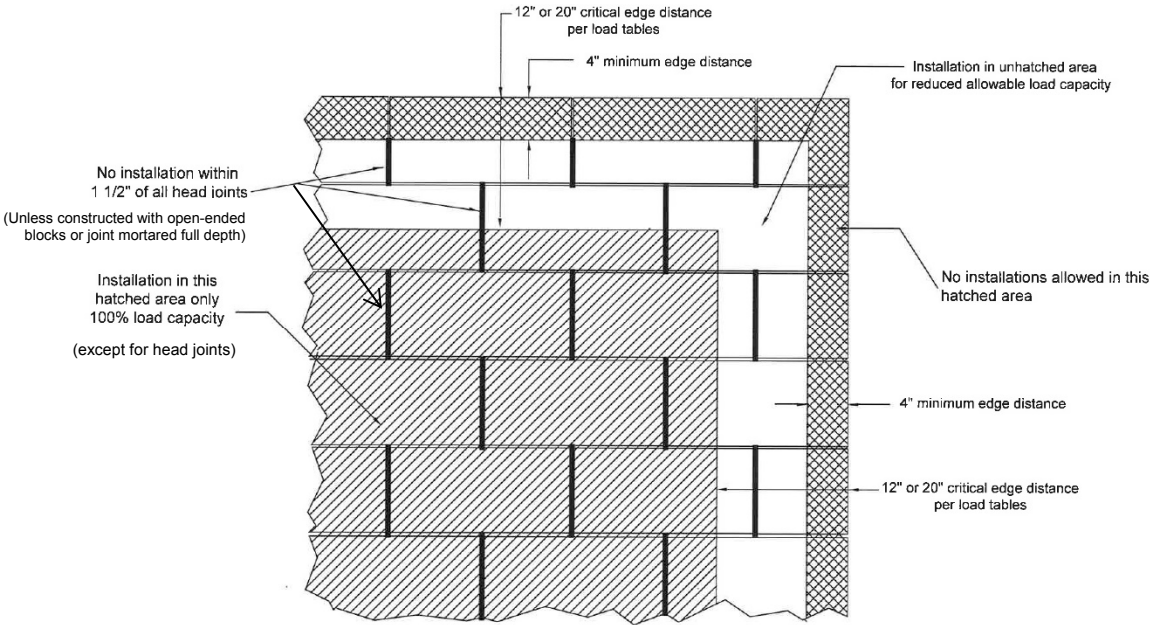 12" or 20" critical edge distance
per load tables
4" minimum edge distance
Installation in unhatched area
for reduced allowable load capacity
No installation within
1 1/2" of all head joints
(Unless constructed with open-ended
blocks or joint mortared full depth)
Installation in this
hatched area only
100% load capacity
(except for head joints)
No installations allowed in this
hatched area
4" minimum edge distance
12" or 20" critical edge distance
per load tables